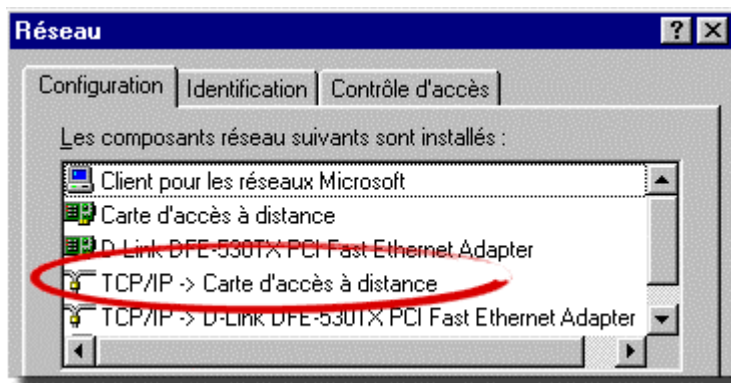 Réseau
Configuration Identification Contrôle d'accès
Les composants réseau suivants sont installés :
Client pour les réseaux Microsoft
Carte d'accès à distance
D-Link DFE-530TX PCI Fast Ethernet Adapter
TCP/IP -> Carte d'accès à distance
TCP/IP -> D-Link DFE-530TX PCI Fast Ethernet Adapter